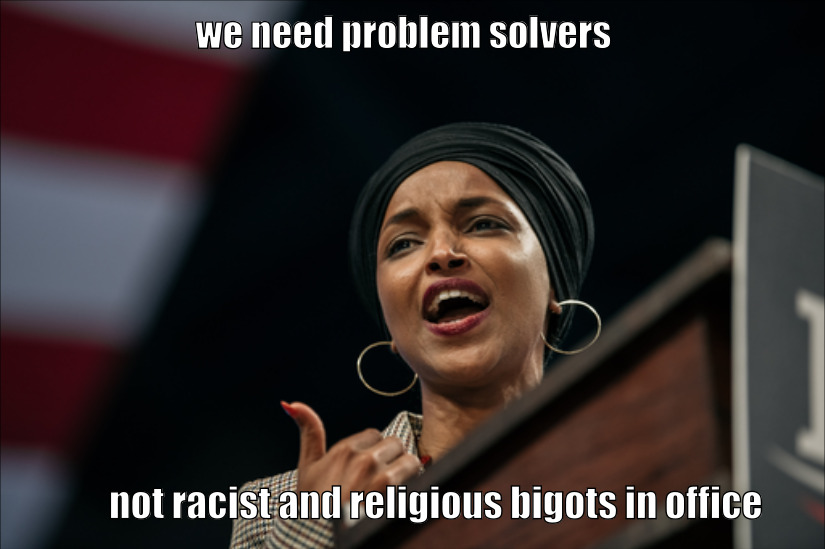 we need problem solvers
not racist and religious bigots in office